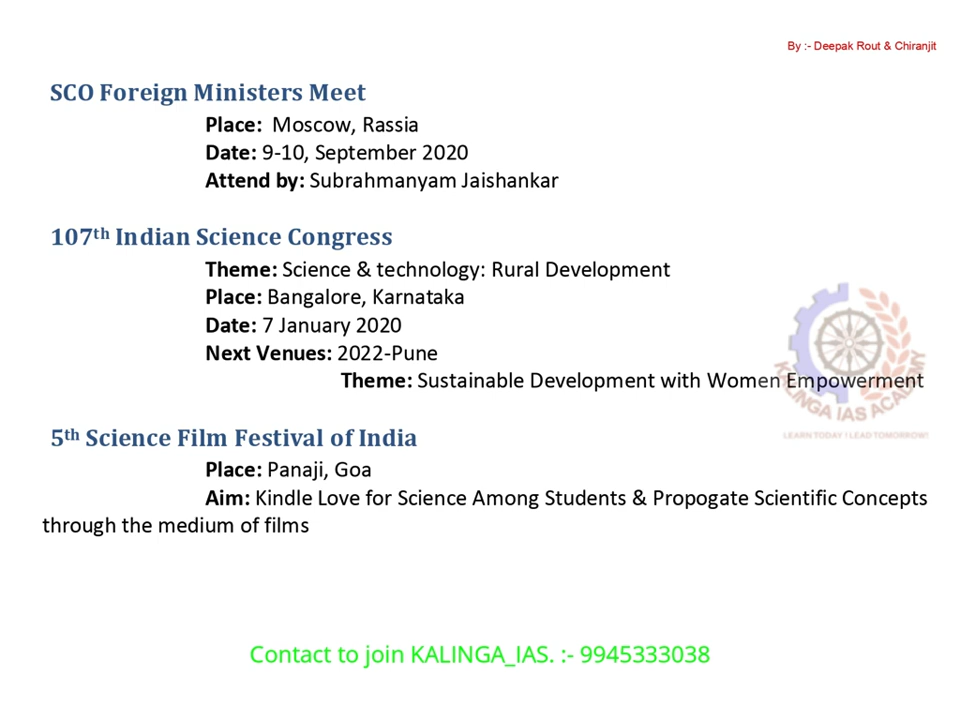 By :- Deepak Rout & Chiranjit
SCO Foreign Ministers Meet
Place: Moscow, Rassia
Date: 9-10, September 2020
Attend by: Subrahmanyam Jaishankar
107th Indian Science Congress
Theme: Science & technology: Rural Development
Place: Bangalore, Karnataka
Date: 7 January 2020
Next Venues: 2022-Pune
Theme: Sustainable Development with Women Empowerment
KALINGA IAS ACADEMY
LEARN TODAY ! LEAD TOMORROW!
5th Science Film Festival of India
Place: Panaji, Goa
Aim: Kindle Love for Science Among Students & Propogate Scientific Concepts
through the medium of films
Contact to join KALINGA_IAS. :- 9945333038